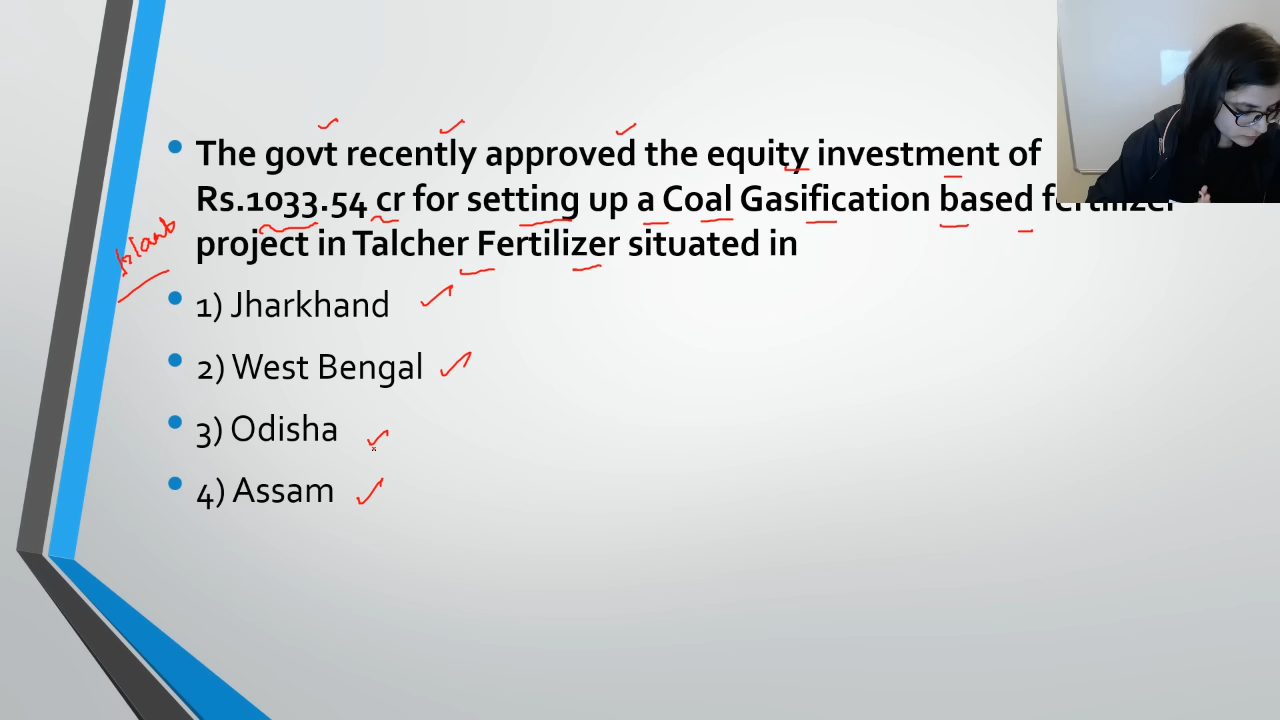 The govt recently approved the equity investment of
Rs.1033.54 cr for setting up a Coal Gasification based fertilizer
plant
project in Talcher Fertilizer situated in
1) Jharkhand
2) West Bengal
3) Odisha
4) Assam